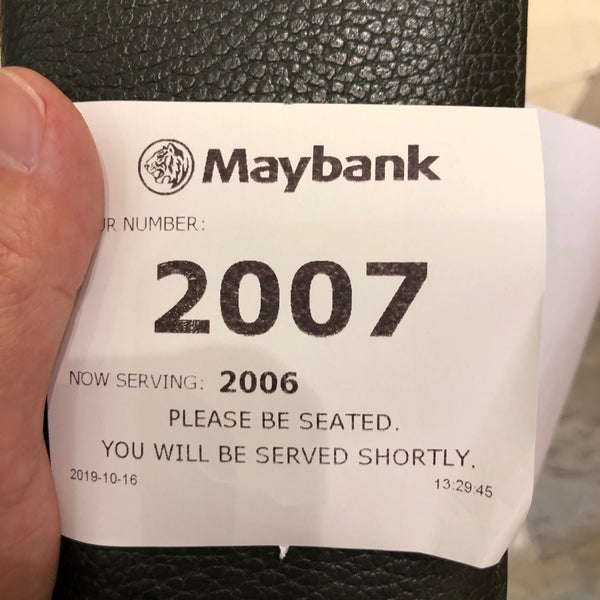 Maybank
UR NUMBER:
2007
NOW SERVING: 2006
PLEASE BE SEATED.
YOU WILL BE SERVED SHORTLY.
2019-10-16 13:29:45